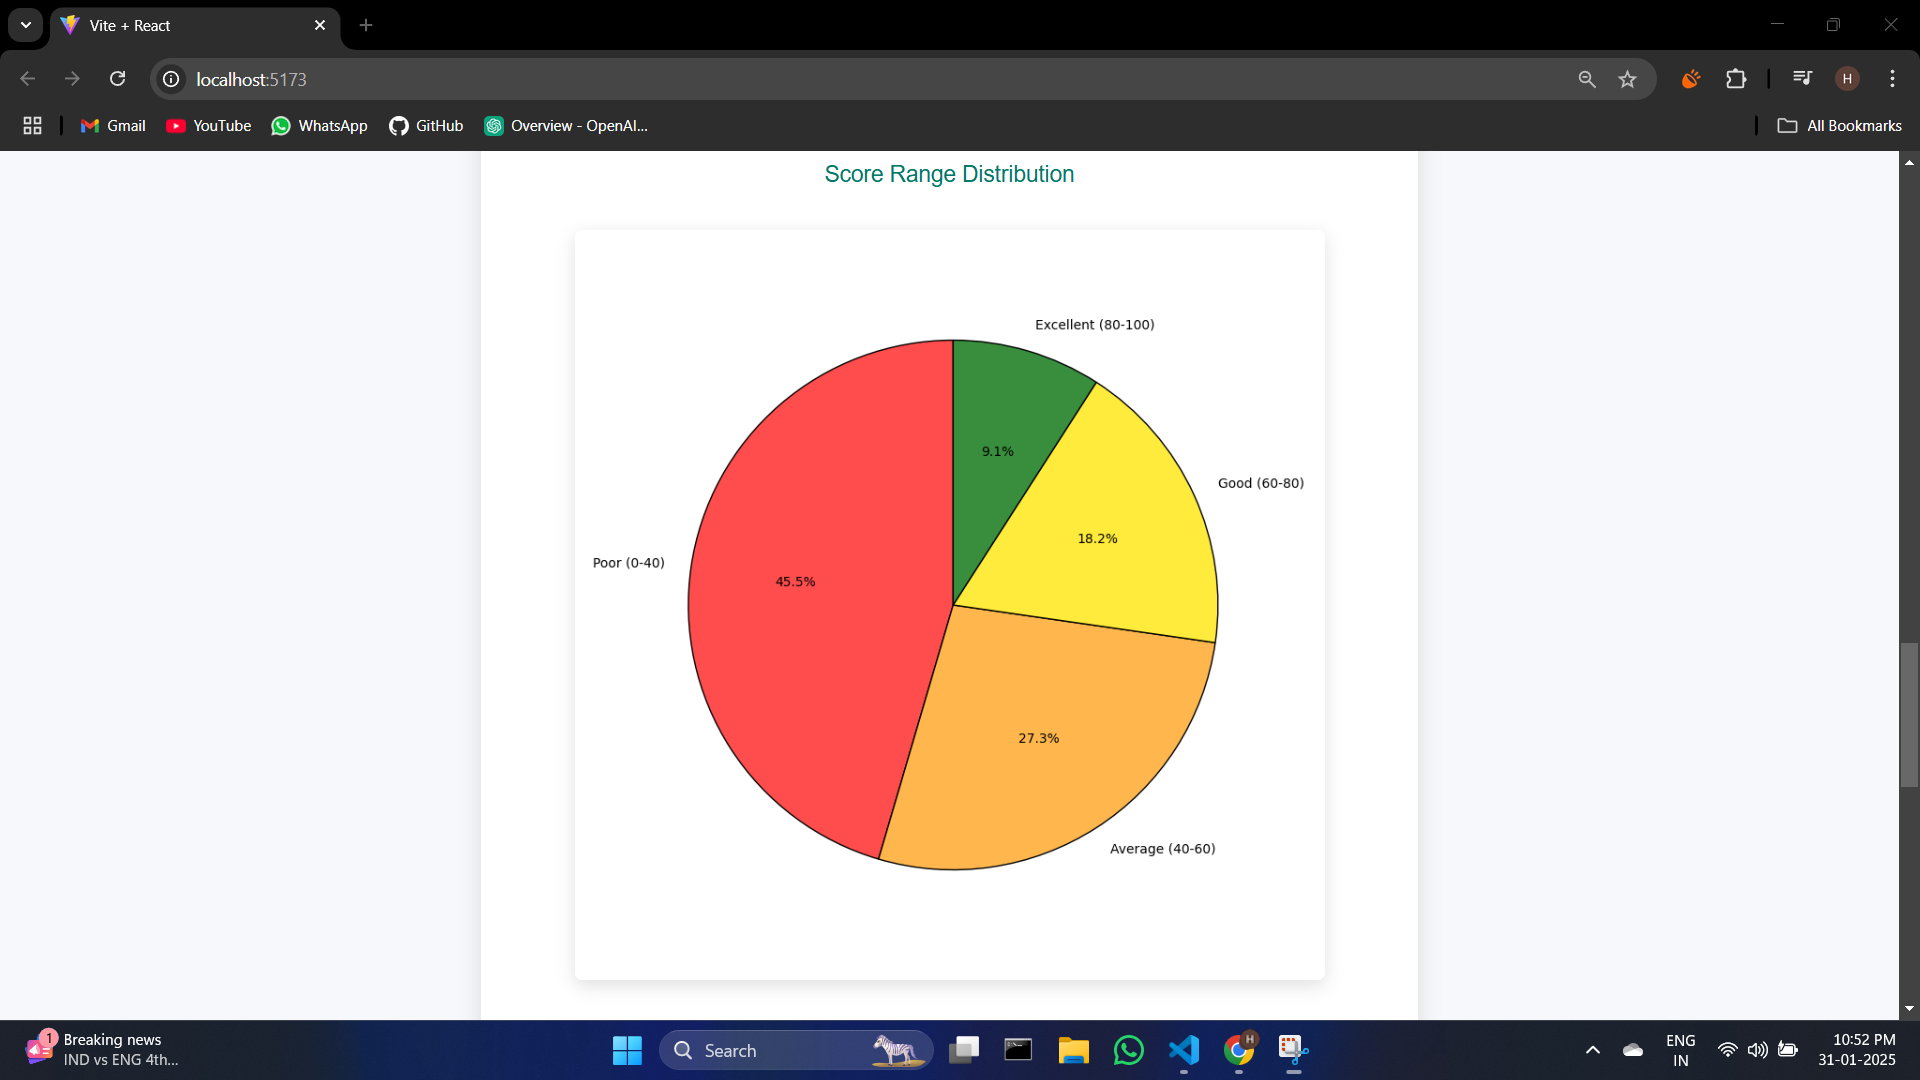 Vite + React
localhost:5173
Gmail
YouTube
WhatsApp
GitHub
Overview - OpenAI...
All Bookmarks
Score Range Distribution
Excellent (80-100)
9.1%
Good (60-80)
18.2%
Poor (0-40)
45.5%
27.3%
Average (40-60)
1
Breaking news
IND vs ENG 4th...
Search
H
H
ENG
IN
10:52 PM
31-01-2025